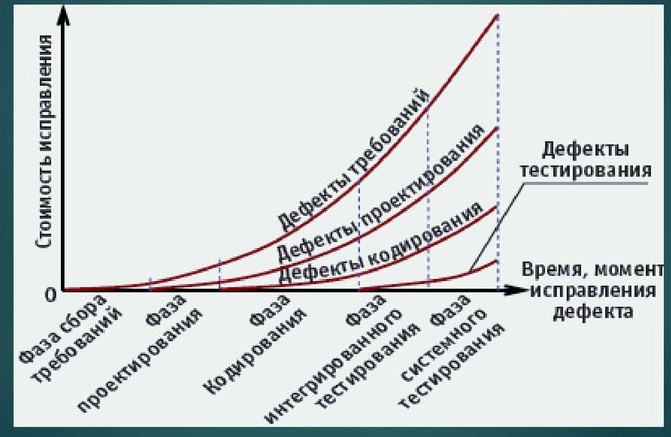 Стоимость исправления
0
Дефекты требований
Дефекты проектирования
Дефекты кодирования
Дефекты
тестирования
Время, момент
исправления
дефекта
Фаза сбора
требований
Фаза
проектирования
Фаза
Кодирования
Фаза
интегрированного
тестирования
Фаза
системного
тестирования